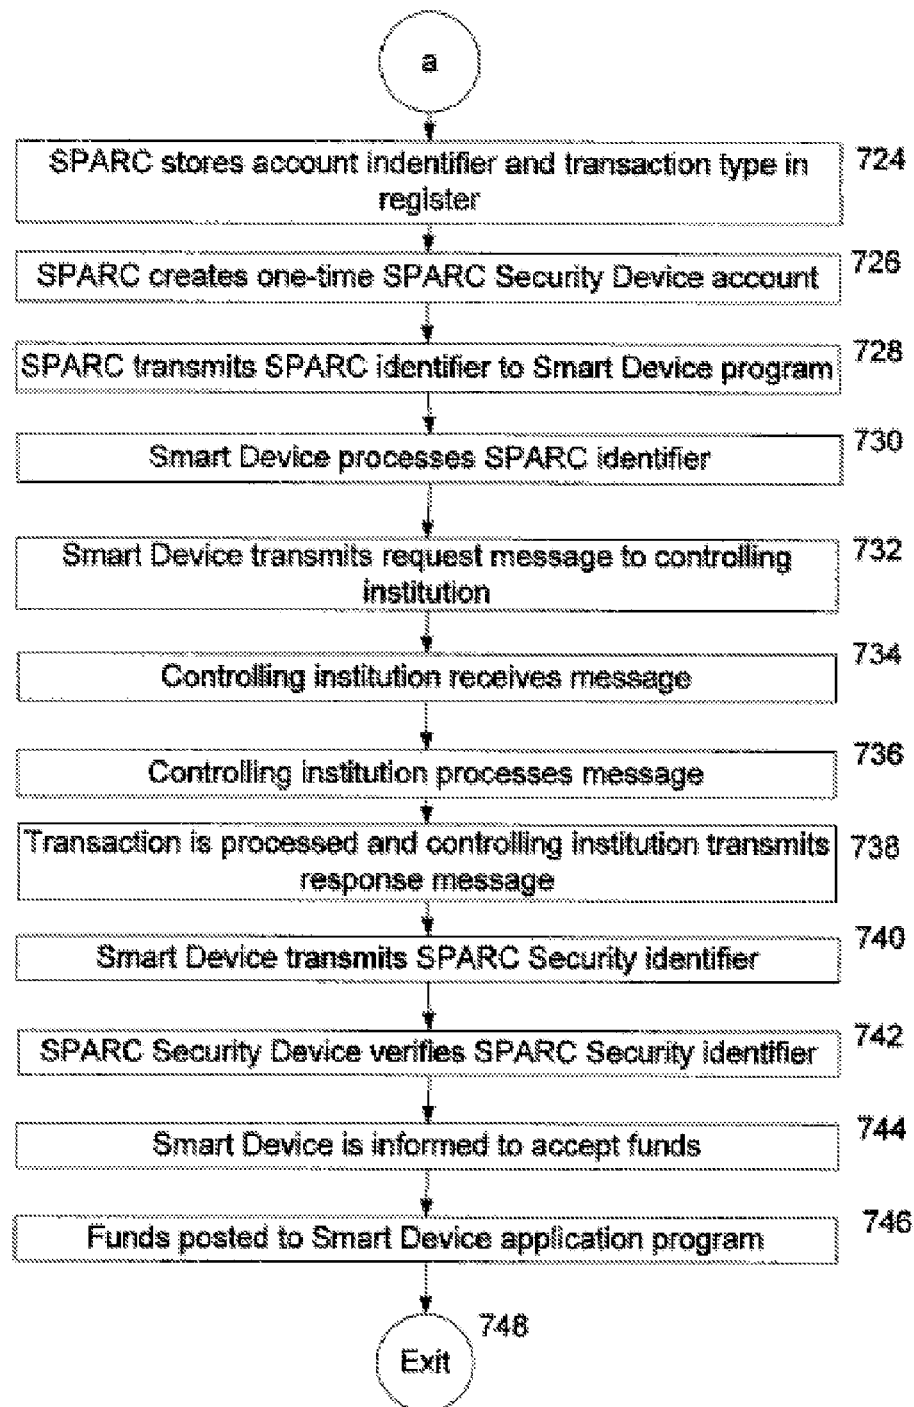 a
SPARC stores account indentifier and transaction type in
register
724
SPARC creates one-time SPARC Security Device account
726
SPARC transmits SPARC identifier to Smart Device program
728
Smart Device processes SPARC identifier
730
Smart Device transmits request message to controlling
institution
732
Controlling institution receives message
734
Controlling institution processes message
736
Transaction is processed and controlling institution transmits
response message
738
Smart Device transmits SPARC Security identifier
740
SPARC Security Device verifies SPARC Security identifier
742
Smart Device is informed to accept funds
744
Funds posted to Smart Device application program
746
748
Exit